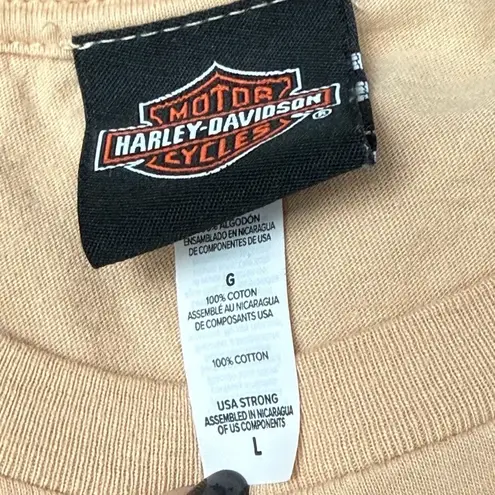 MOTOR
HARLEY-DAVIDSON
CYCLES
®
ALGODÓN
ENSAMBLADO EN NICARAGUA
DE COMPONENTES DE USA
G
100% COTON
ASSEMBLÉ AU NICARAGUA
DE COMPOSANTS USA
100% COTTON
USA STRONG
ASSEMBLED IN NICARAGUA
OF US COMPONENTS
L